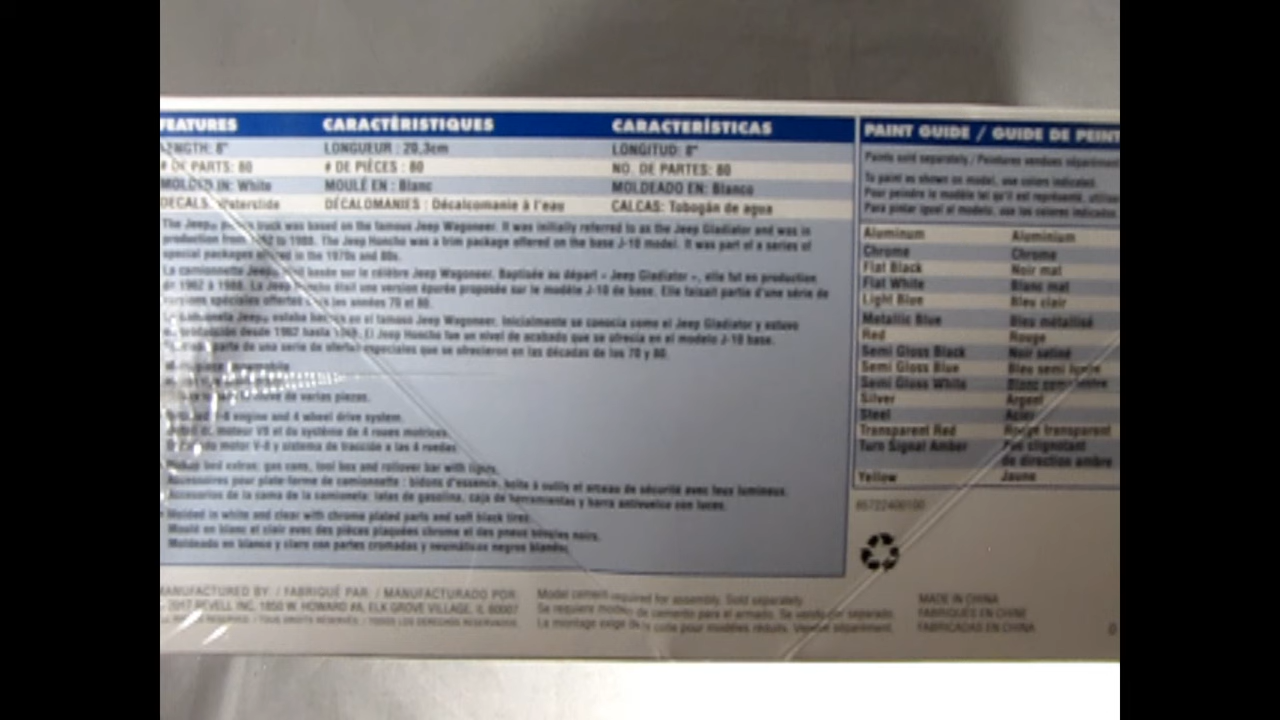 FEATURES
LENGTH: 8"
# OF PARTS: 60
MOLDED IN: White
DECALS: Waterslide
CARACTÉRISTIQUES
LONGUEUR : 20,3cm
# DE PIÈCES : 60
MOULÉ EN : Blanc
DÉCALOMANIES : Décalcomanie à l'eau
CARACTERÍSTICAS
LONGITUD: 8"
NO. DE PARTES: 60
MOLDEADO EN: Blanco
CALCAS: Tobogán de agua
The Jeep® truck was based on the famous Jeep Wagoneer. It was initially referred to as the Jeep Gladiator and was in
production from to 1988. The Jeep Honcho was a trim package offered on the base J-10 model. It was part of a series of
special packages in the 1970s and 80s.
La camionnette Jeep® basée sur le célèbre Jeep Wagoneer. Baptisée au départ « Jeep Gladiator », elle fut en production
de 1962 à 1988. La Jeep Honcho était une version épurée proposée sur le modèle J-10 de base. Elle faisait partie d'une série de
versions spéciales offertes les années 70 et 80.
La camioneta Jeep® estaba en el famoso Jeep Wagoneer. Inicialmente se conocía como el Jeep Gladiator y estuvo
en producción desde 1962 hasta El Jeep Honcho fue un nivel de acabado que se ofrecía en el modelo J-10 base.
parte de una serie de ofertas especiales que se ofrecieron en las décadas de los 70 y 80.
de varias piezas.
V-8 engine and 4 wheel drive system.
moteur V8 et du système de 4 roues motrices.
motor V-8 y sistema de tracción a las 4 ruedas
Pickup bed extras: gas cans, tool box and rollover bar with lights.
Accessoires pour plate-forme de camionnette : bidons d'essence, boîte à outils et arceau de sécurité avec feux lumineux.
Accesorios de la cama de la camioneta: latas de gasolina, caja de herramientas y barra antivuelco con luces.
Molded in white and clear with chrome plated parts and soft black tires.
Moulé en blanc et clair avec des pièces plaquées chrome et des pneus souples noirs.
Moldeado en blanco y claro con partes cromadas y neumáticos negros blandos.
PAINT GUIDE / GUIDE DE PEINT
Paints sold separately./ Peintures vendues séparément
To paint as shown on model, use colors indicated.
Pour peindre le modèle tel qu'il est représenté, utilise
Para pintar igual el modelo, use los colores indicados.
Aluminum Aluminium
Chrome Chrome
Flat Black Noir mat
Flat White Blanc mat
Light Blue Bleu clair
Metallic Blue Bleu métallisé
Red Rouge
Semi Gloss Black Noir satiné
Semi Gloss Blue Bleu semi lustré
Semi Gloss White Blanc semi
Silver Argent
Steel Acier
Transparent Red Rouge transparent
Turn Signal Amber Feu clignotant
de direction ambre
Yellow Jaune
MANUFACTURED BY: / FABRIQUÉ PAR: / MANUFACTURADO POR:
2017 REVELL INC. 1850 W. HOWARD #A, ELK GROVE VILLAGE, IL 60007
ALL RIGHTS RESERVED. / TOUS DROITS RÉSERVÉS. / TODOS LOS DERECHOS RESERVADOS.
Model cement required for assembly. Sold separately.
Se requiere de cemento para el armado. Se vende por separado.
Le montage exige de la colle pour modèles réduits. Vendue séparément.
MADE IN CHINA
FABRIQUÉS EN CHINE
FABRICADAS EN CHINA